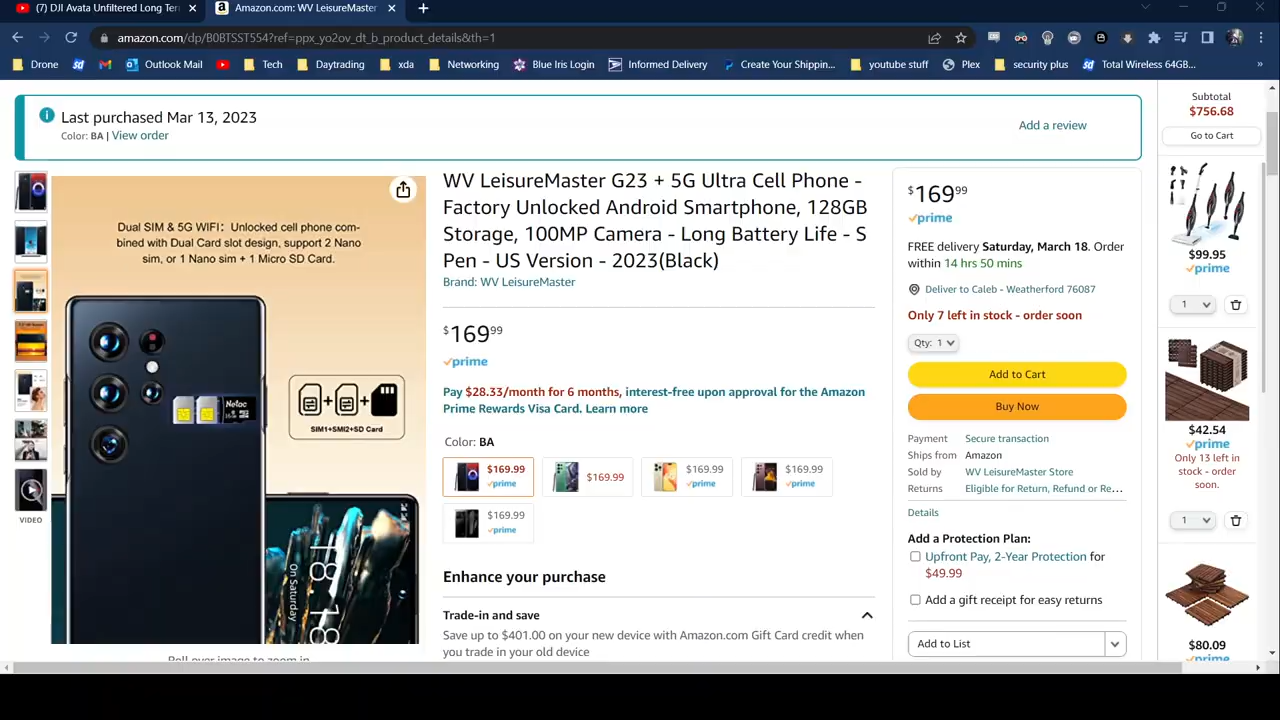 (7) DJI Avata Unfiltered Long Ter
Amazon.com: WV LeisureMaster
amazon.com/dp/B0BTSST554?ref=ppx_yo2ov_dt_b_product_details&th=1
Drone
Outlook Mail
Tech
Daytrading
xda
Networking
Blue Iris Login
Informed Delivery
Create Your Shippin...
youtube stuff
Plex
security plus
Total Wireless 64GB...
»
Last purchased Mar 13, 2023
Color: BA | View order
Add a review
Dual SIM & 5G WIFI: Unlocked cell phone com-
bined with Dual Card slot design, support 2 Nano
sim, or 1 Nano sim + 1 Micro SD Card.
Netac
SIM1+SMI2+SD Card
18:18
On Saturday
VIDEO
Roll over image to zoom in
WV LeisureMaster G23 + 5G Ultra Cell Phone -
Factory Unlocked Android Smartphone, 128GB
Storage, 100MP Camera - Long Battery Life - S
Pen - US Version - 2023(Black)
Brand: WV LeisureMaster
$169 99
prime
Pay $28.33/month for 6 months, interest-free upon approval for the Amazon
Prime Rewards Visa Card. Learn more
Color: BA
$169.99
prime
$169.99
$169.99
prime
$169.99
prime
$169.99
prime
Enhance your purchase
Trade-in and save
Save up to $401.00 on your new device with Amazon.com Gift Card credit when
you trade in your old device
$169 99
prime
FREE delivery Saturday, March 18. Order
within 14 hrs 50 mins
Deliver to Caleb - Weatherford 76087
Only 7 left in stock - order soon
Qty: 1
Add to Cart
Buy Now
Payment Secure transaction
Ships from Amazon
Sold by WV LeisureMaster Store
Returns Eligible for Return, Refund or Re...
Details
Add a Protection Plan:
Upfront Pay, 2-Year Protection for
$49.99
Add a gift receipt for easy returns
Add to List
Subtotal
$756.68
Go to Cart
$99.95
prime
1
$42.54
prime
Only 13 left in
stock - order
soon.
1
$80.09
prime